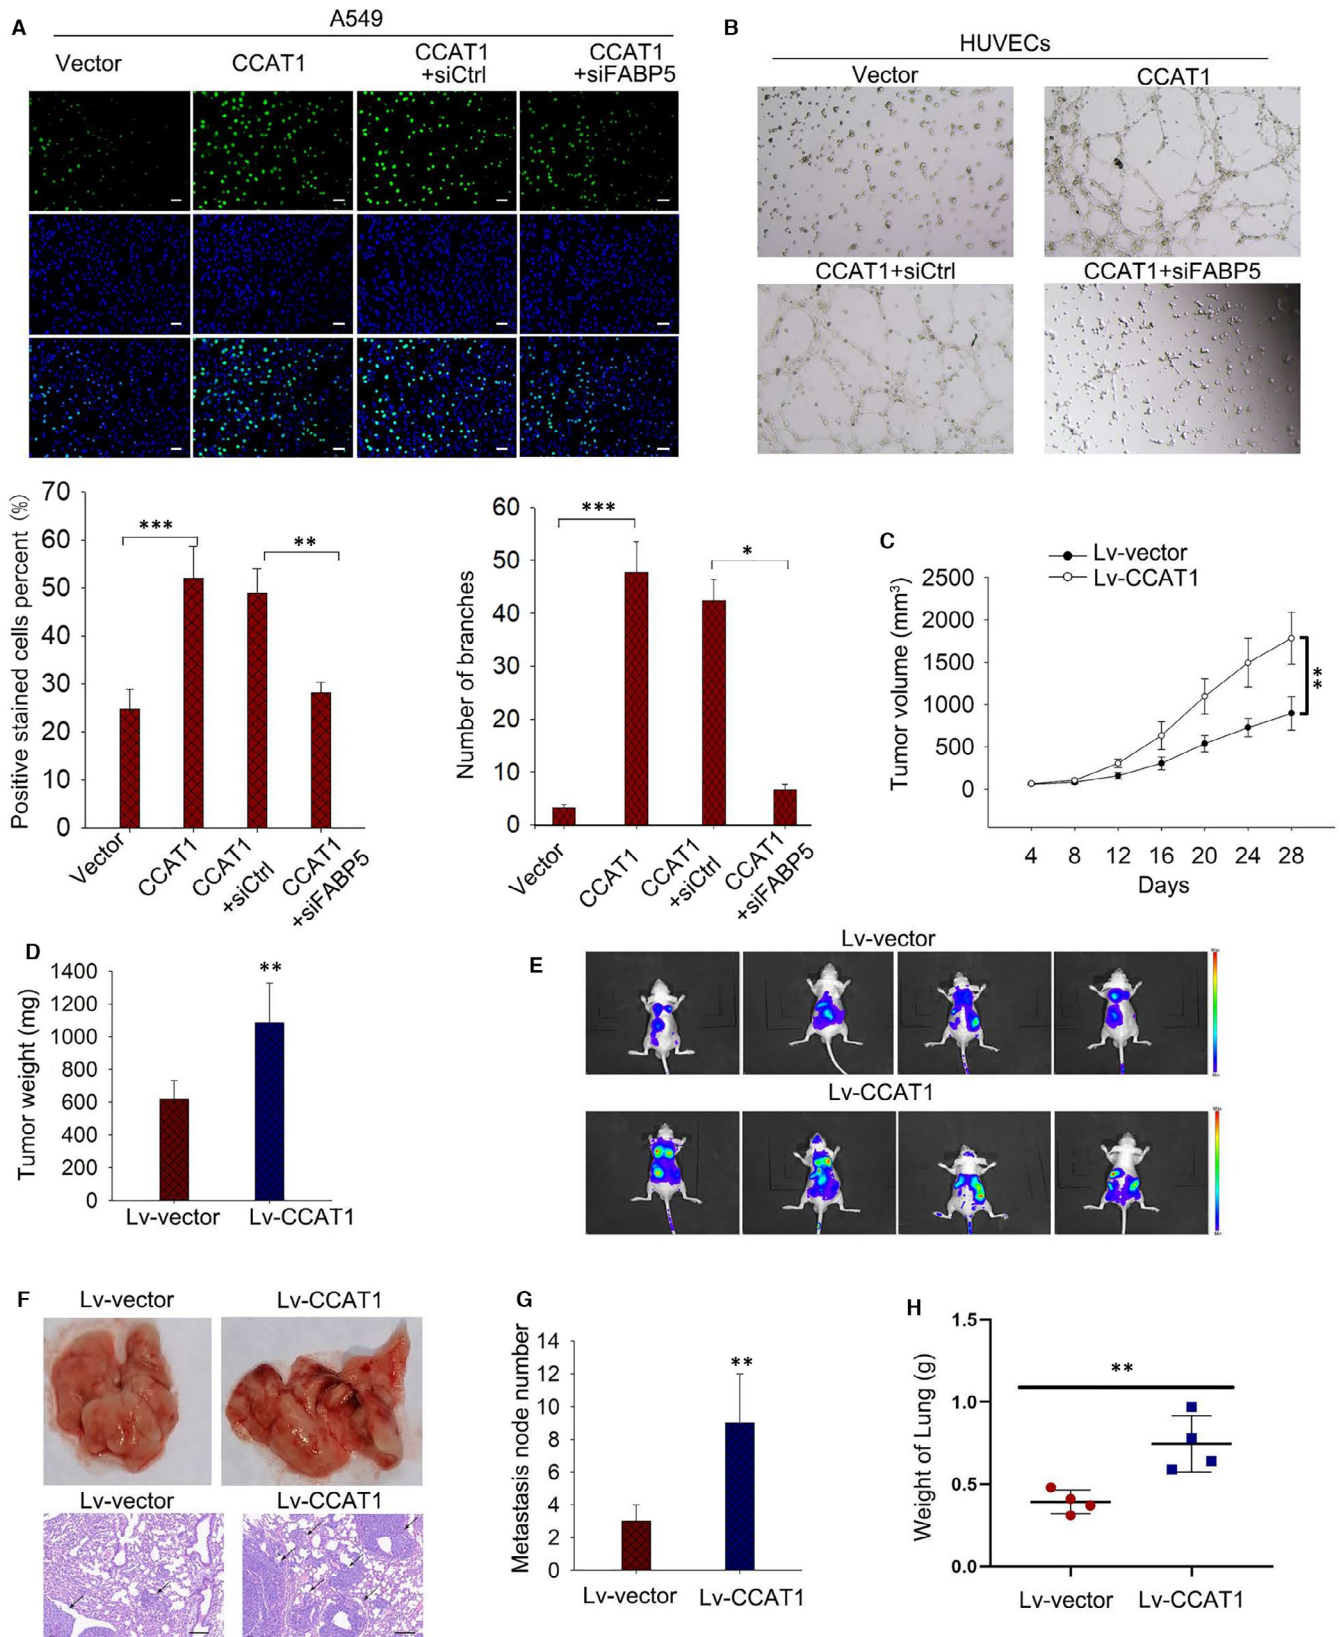 A
A549
Vector
CCAT1
CCAT1
+siCtrl
CCAT1
+siFABP5
B
HUVECs
Vector
CCAT1
CCAT1+siCtrl
CCAT1+siFABP5
Positive stained cells percent (%)
70
60
50
40
30
20
10
0
***
**
Vector
CCAT1
CCAT1
+siCtrl
CCAT1
+siFABP5
Number of branches
60
50
40
30
20
10
0
***
*
Vector
CCAT1
CCAT1
+siCtrl
CCAT1
+siFABP5
C
Lv-vector
Lv-CCAT1
Tumor volume (mm³)
2500
2000
1500
1000
500
0
**
4 8 12 16 20 24 28
Days
D
Tumor weight (mg)
1400
1200
1000
800
600
400
200
0
**
Lv-vector Lv-CCAT1
E
Lv-vector
Max
Min
Lv-CCAT1
Max
Min
F
Lv-vector
Lv-CCAT1
Lv-vector
Lv-CCAT1
G
Metastasis node number
14
12
10
8
6
4
2
0
**
Lv-vector Lv-CCAT1
H
Weight of Lung (g)
1.5
1.0
0.5
0.0
**
Lv-vector Lv-CCAT1